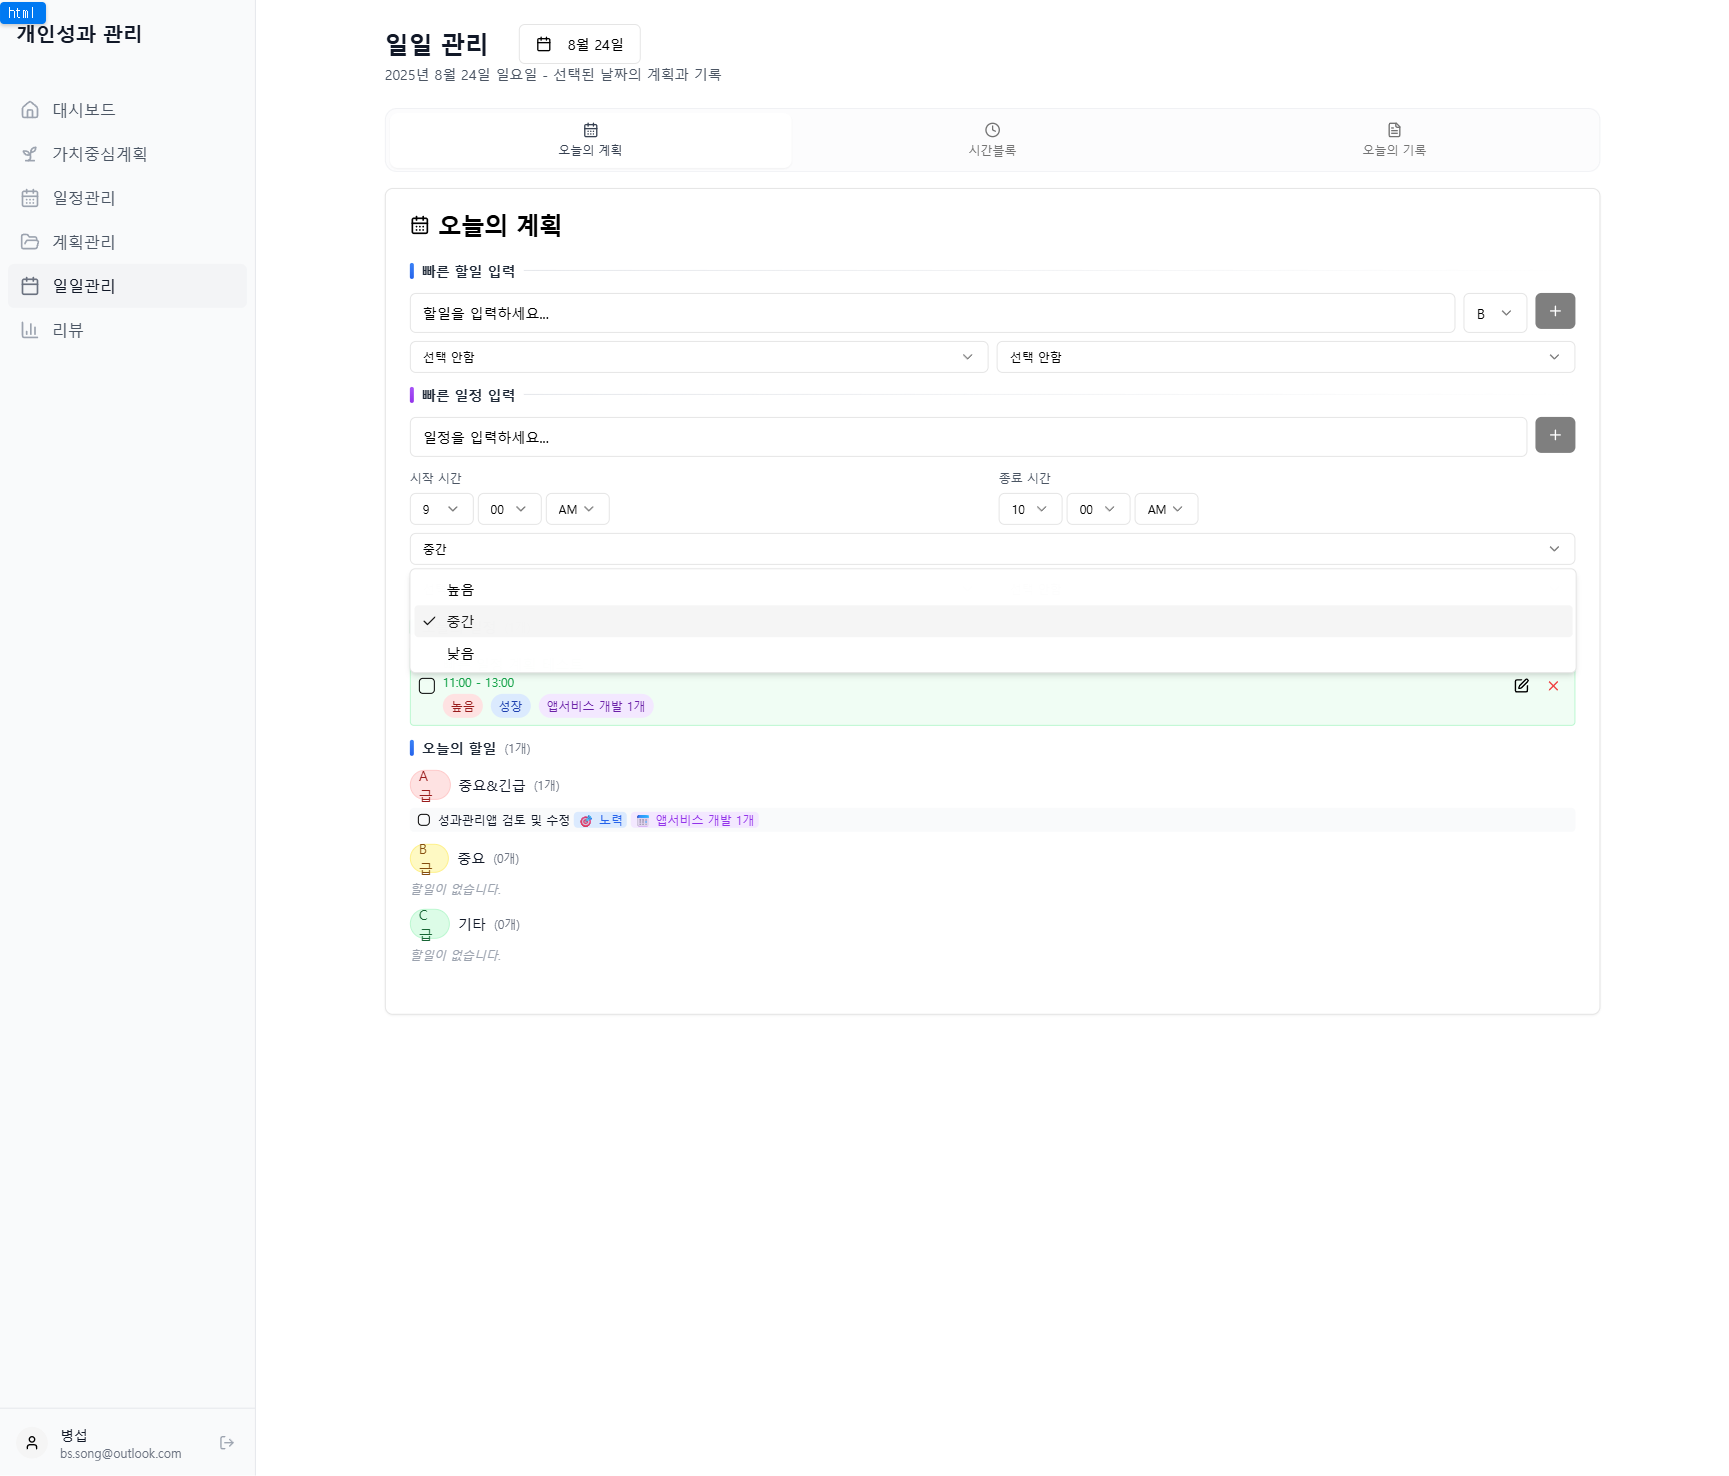 html
개인성과 관리
대시보드
가치중심계획
일정관리
계획관리
일일관리
리뷰
병섭
bs.song@outlook.com
일일 관리
8월 24일
2025년 8월 24일 일요일 - 선택된 날짜의 계획과 기록
오늘의 계획
시간블록
오늘의 기록
오늘의 계획
빠른 할일 입력
할일을 입력하세요...
B
선택 안함
선택 안함
빠른 일정 입력
일정을 입력하세요...
시작 시간
종료 시간
9
00
AM
10
00
AM
중간
높음
중간
낮음
11:00 - 13:00
높음
성장
앱서비스 개발 1개
오늘의 할일 (1개)
A급
중요&긴급 (1개)
성과관리앱 검토 및 수정 🎯 노력 📅 앱서비스 개발 1개
B급
중요 (0개)
할일이 없습니다.
C급
기타 (0개)
할일이 없습니다.